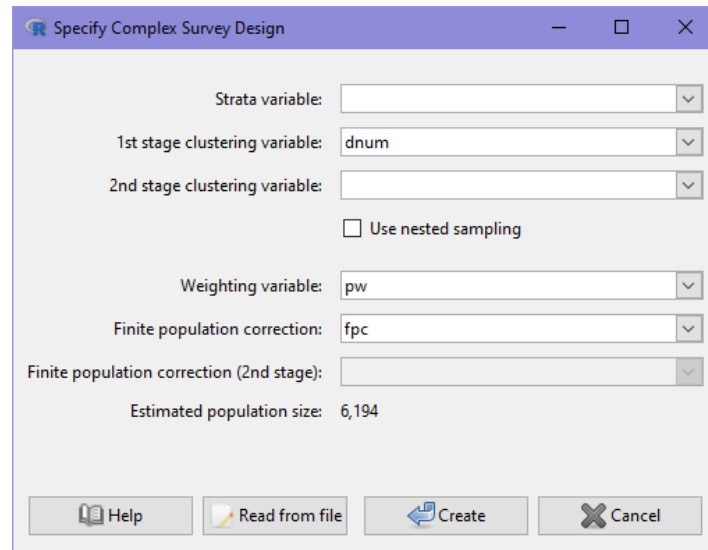 Specify Complex Survey Design
Strata variable:
1st stage clustering variable: dnum
2nd stage clustering variable:
Use nested sampling
Weighting variable: pw
Finite population correction: fpc
Finite population correction (2nd stage):
Estimated population size: 6,194
Help Read from file Create Cancel